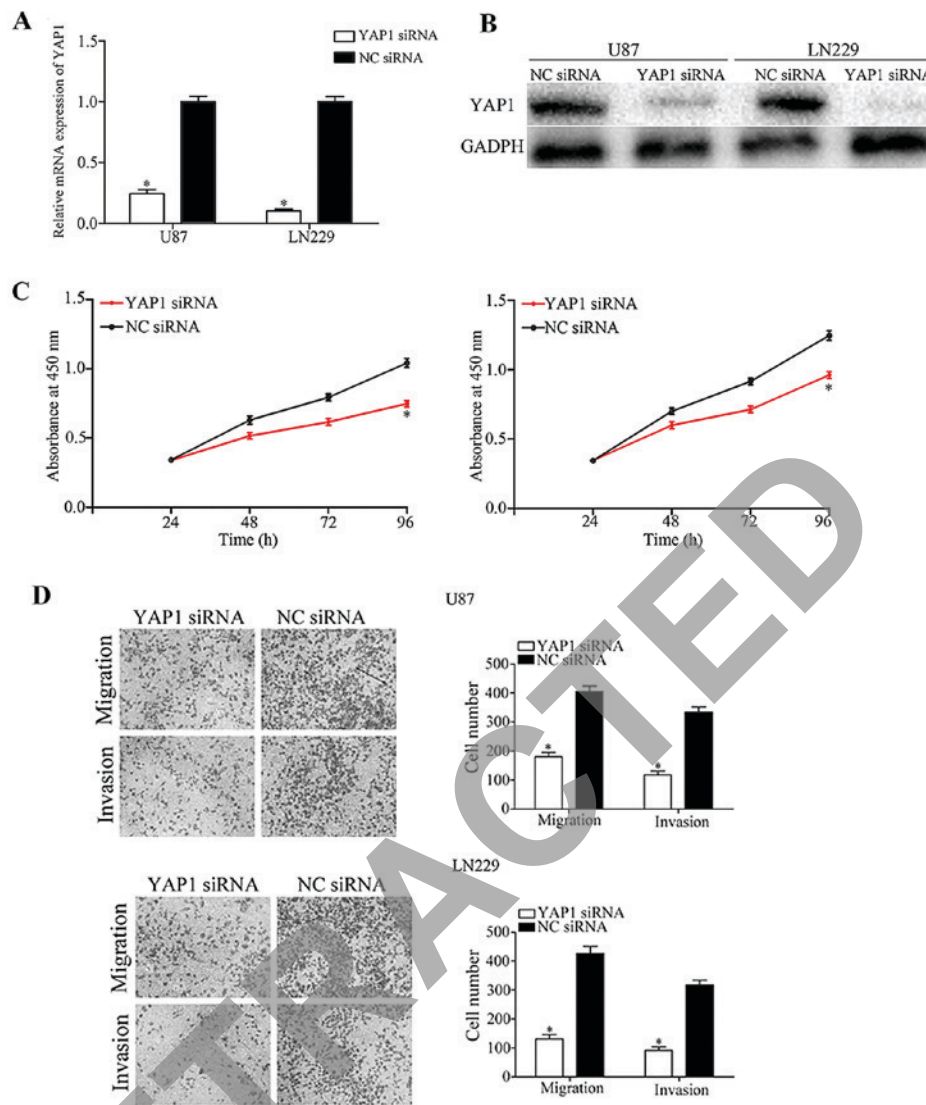 A
Relative mRNA expression of YAP1
1.5
1.0
0.5
0.0
YAP1 siRNA
NC siRNA
*
*
U87
LN229
B
U87
LN229
NC siRNA
YAP1 siRNA
NC siRNA
YAP1 siRNA
YAP1
GADPH
C
YAP1 siRNA
NC siRNA
Absorbance at 450 nm
1.5
1.0
0.5
0.0
*
24
48
72
96
Time (h)
YAP1 siRNA
NC siRNA
Absorbance at 450 nm
1.5
1.0
0.5
0.0
*
24
48
72
96
Time (h)
D
YAP1 siRNA
NC siRNA
Migration
Invasion
U87
YAP1 siRNA
NC siRNA
Cell number
500
400
300
200
100
0
*
*
Migration
Invasion
YAP1 siRNA
NC siRNA
Migration
Invasion
LN229
YAP1 siRNA
NC siRNA
Cell number
500
400
300
200
100
0
*
*
Migration
Invasion
TRACTED